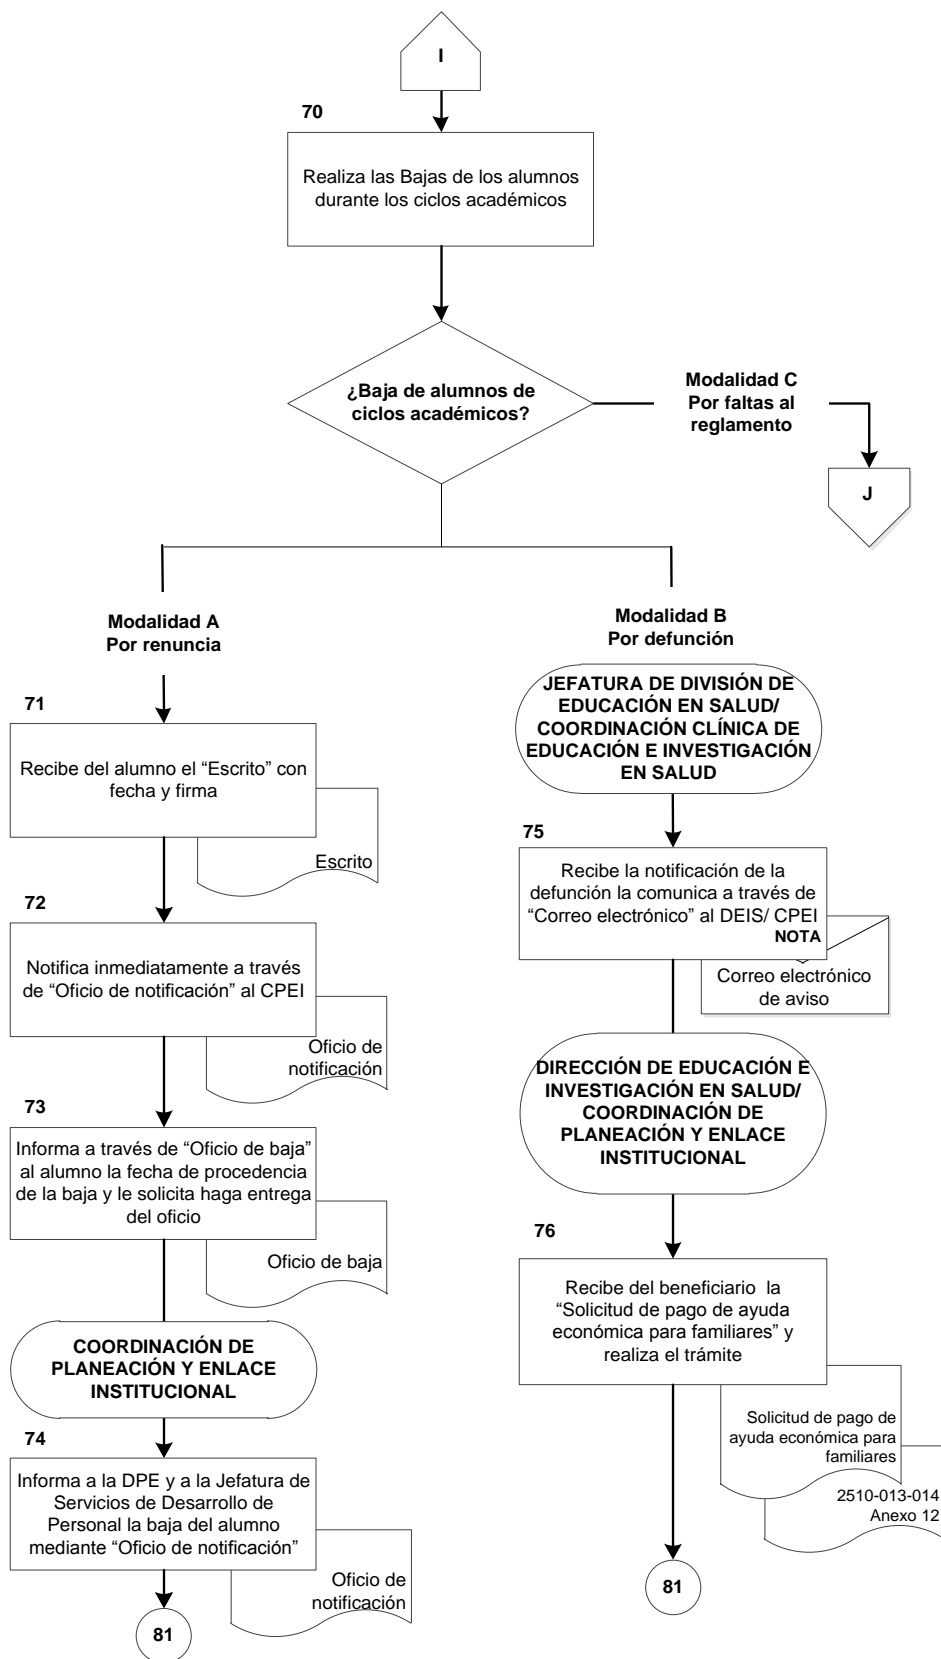 I
70
Realiza las Bajas de los alumnos
durante los ciclos académicos
¿Baja de alumnos de
ciclos académicos?
Modalidad C
Por faltas al
reglamento
J
Modalidad A
Por renuncia
71
Recibe del alumno el “Escrito” con
fecha y firma
Escrito
72
Notifica inmediatamente a través
de “Oficio de notificación” al CPEI
Oficio de
notificación
73
Informa a través de “Oficio de baja”
al alumno la fecha de procedencia
de la baja y le solicita haga entrega
del oficio
Oficio de baja
COORDINACIÓN DE
PLANEACIÓN Y ENLACE
INSTITUCIONAL
74
Informa a la DPE y a la Jefatura de
Servicios de Desarrollo de
Personal la baja del alumno
mediante “Oficio de notificación”
Oficio de
notificación
81
Modalidad B
Por defunción
JEFATURA DE DIVISIÓN DE
EDUCACIÓN EN SALUD/
COORDINACIÓN CLÍNICA DE
EDUCACIÓN E INVESTIGACIÓN
EN SALUD
75
Recibe la notificación de la
defunción la comunica a través de
“Correo electrónico” al DEIS/ CPEI
NOTA
Correo electrónico
de aviso
DIRECCIÓN DE EDUCACIÓN E
INVESTIGACIÓN EN SALUD/
COORDINACIÓN DE
PLANEACIÓN Y ENLACE
INSTITUCIONAL
76
Recibe del beneficiario la
“Solicitud de pago de ayuda
económica para familiares” y
realiza el trámite
Solicitud de pago de
ayuda económica para
familiares
2510-013-014
Anexo 12
81